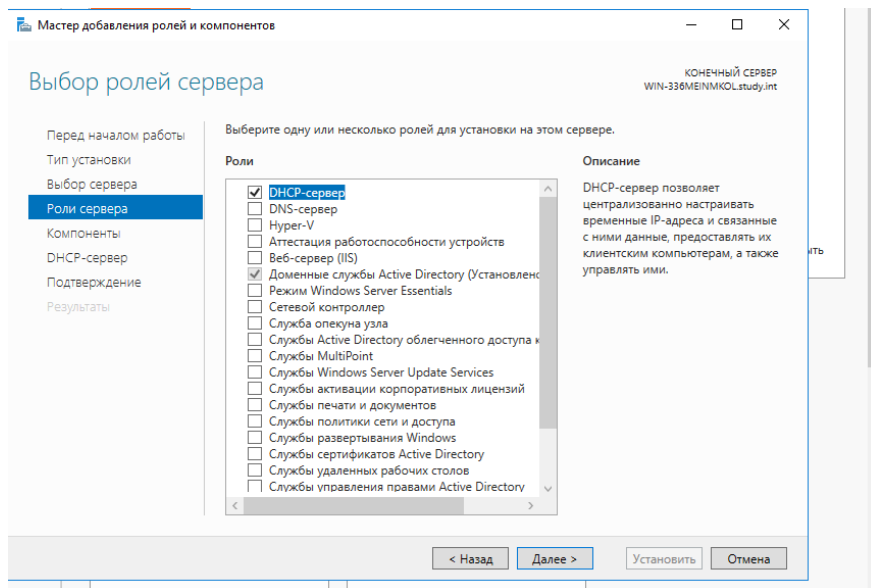 Мастер добавления ролей и компонентов
Выбор ролей сервера
КОНЕЧНЫЙ СЕРВЕР
WIN-336MEINMKOL.study.int
Перед началом работы
Тип установки
Выбор сервера
Роли сервера
Компоненты
DHCP-сервер
Подтверждение
Результаты
Выберите одну или несколько ролей для установки на этом сервере.
Роли
DHCP-сервер
DNS-сервер
Hyper-V
Аттестация работоспособности устройств
Веб-сервер (IIS)
Доменные службы Active Directory (Установлено
Режим Windows Server Essentials
Сетевой контроллер
Служба опекуна узла
Службы Active Directory облегченного доступа к
Службы MultiPoint
Службы Windows Server Update Services
Службы активации корпоративных лицензий
Службы печати и документов
Службы политики сети и доступа
Службы развертывания Windows
Службы сертификатов Active Directory
Службы удаленных рабочих столов
Службы управления правами Active Directory
Описание
DHCP-сервер позволяет
централизованно настраивать
временные IP-адреса и связанные
с ними данные, предоставлять их
клиентским компьютерам, а также
управлять ими.
ыть
< Назад
Далее >
Установить
Отмена